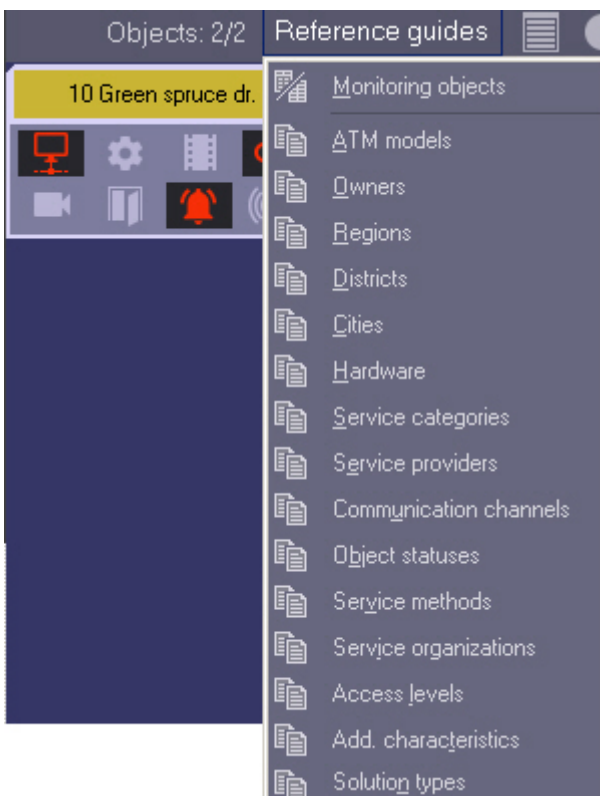 Objects: 2/2 Reference guides
10 Green spruce dr.
Monitoring objects
ATM models
Owners
Regions
Districts
Cities
Hardware
Service categories
Service providers
Communication channels
Object statuses
Service methods
Service organizations
Access levels
Add. characteristics
Solution types